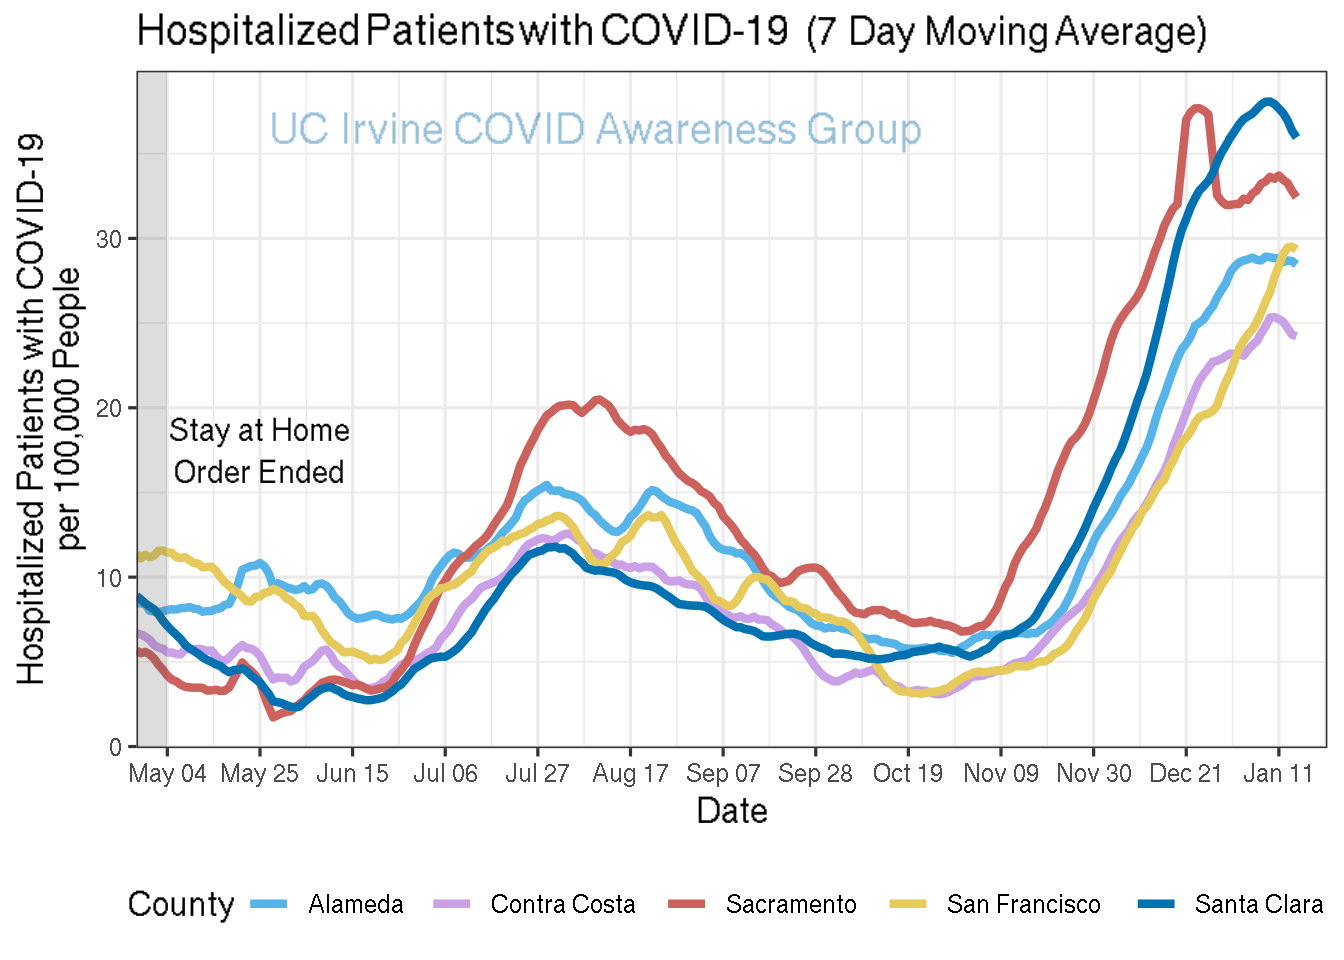 Hospitalized Patients with COVID-19 (7 Day Moving Average)
UC Irvine COVID Awareness Group
Hospitalized Patients with COVID-19
per 100,000 People
30
20
10
0
Stay at Home
Order Ended
May 04 May 25 Jun 15 Jul 06 Jul 27 Aug 17 Sep 07 Sep 28 Oct 19 Nov 09 Nov 30 Dec 21 Jan 11
Date
County Alameda Contra Costa Sacramento San Francisco Santa Clara